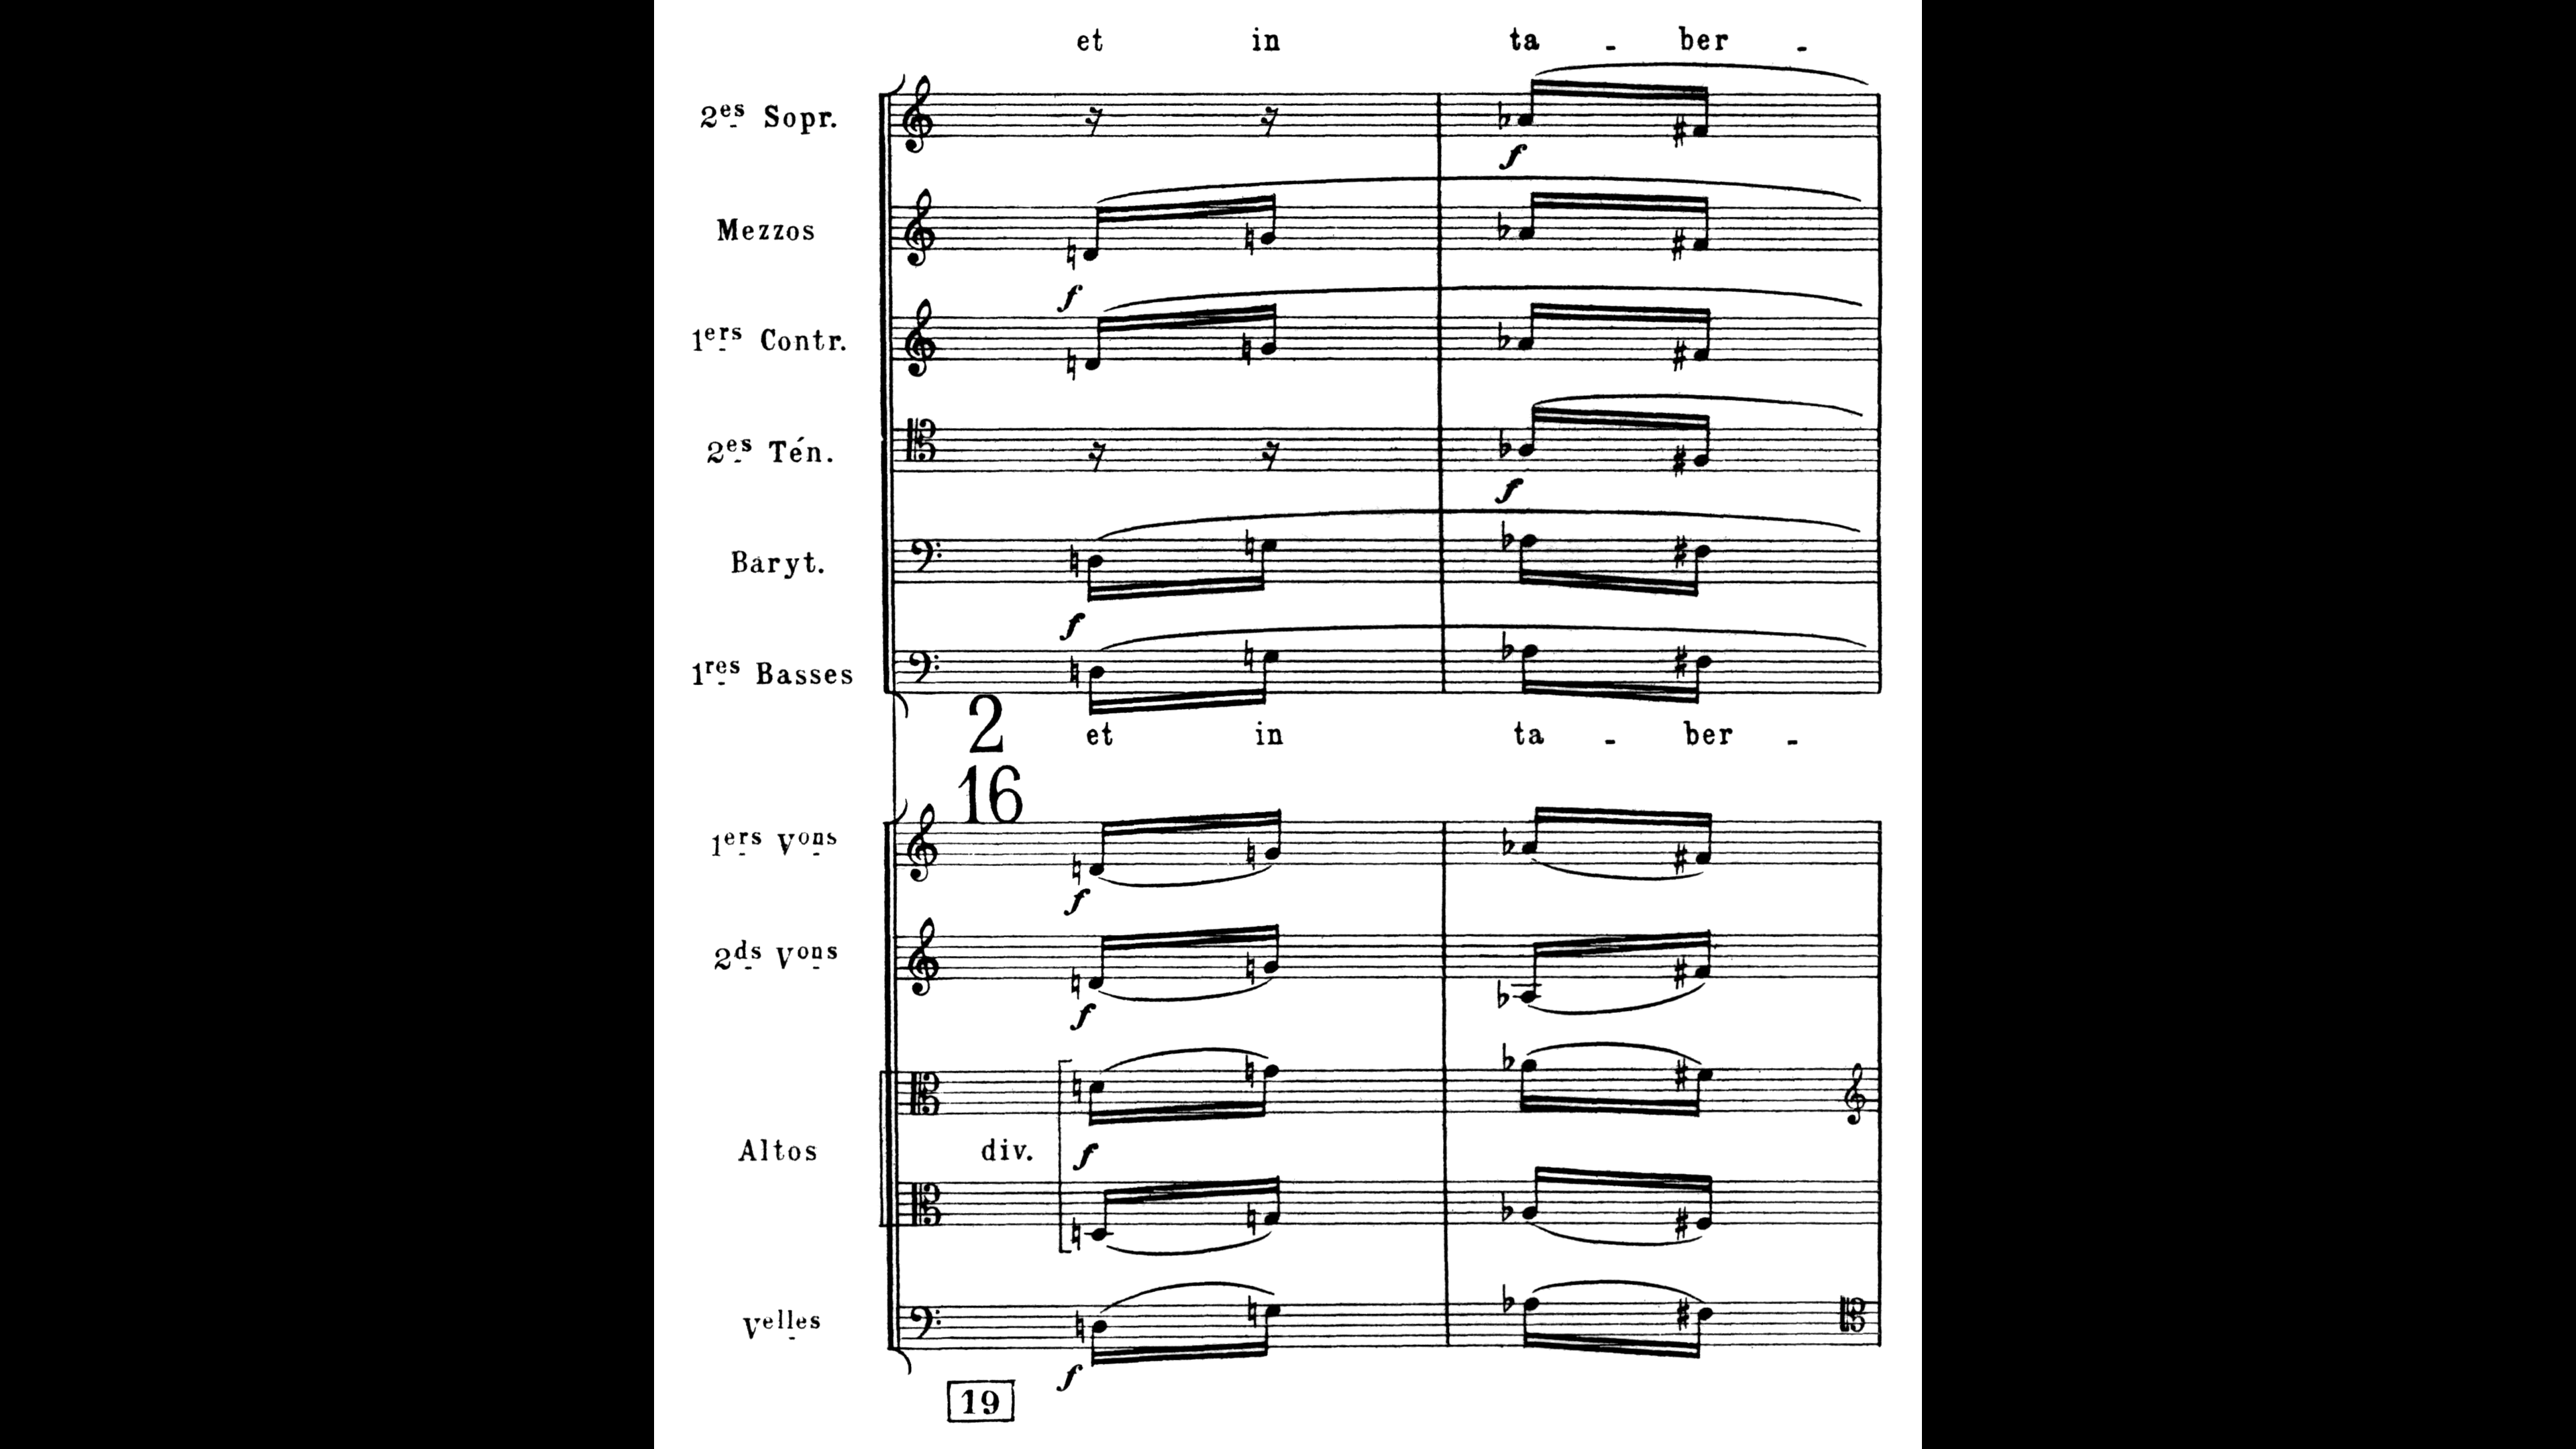 et in ta - ber -
2es Sopr.
f
Mezzos
f
1ers Contr.
2es Tén.
f
Baryt.
f
1res Basses
2
16
et in ta - ber -
1ers Vons
f
2ds Vons
f
Altos div. f
Velles
f
19